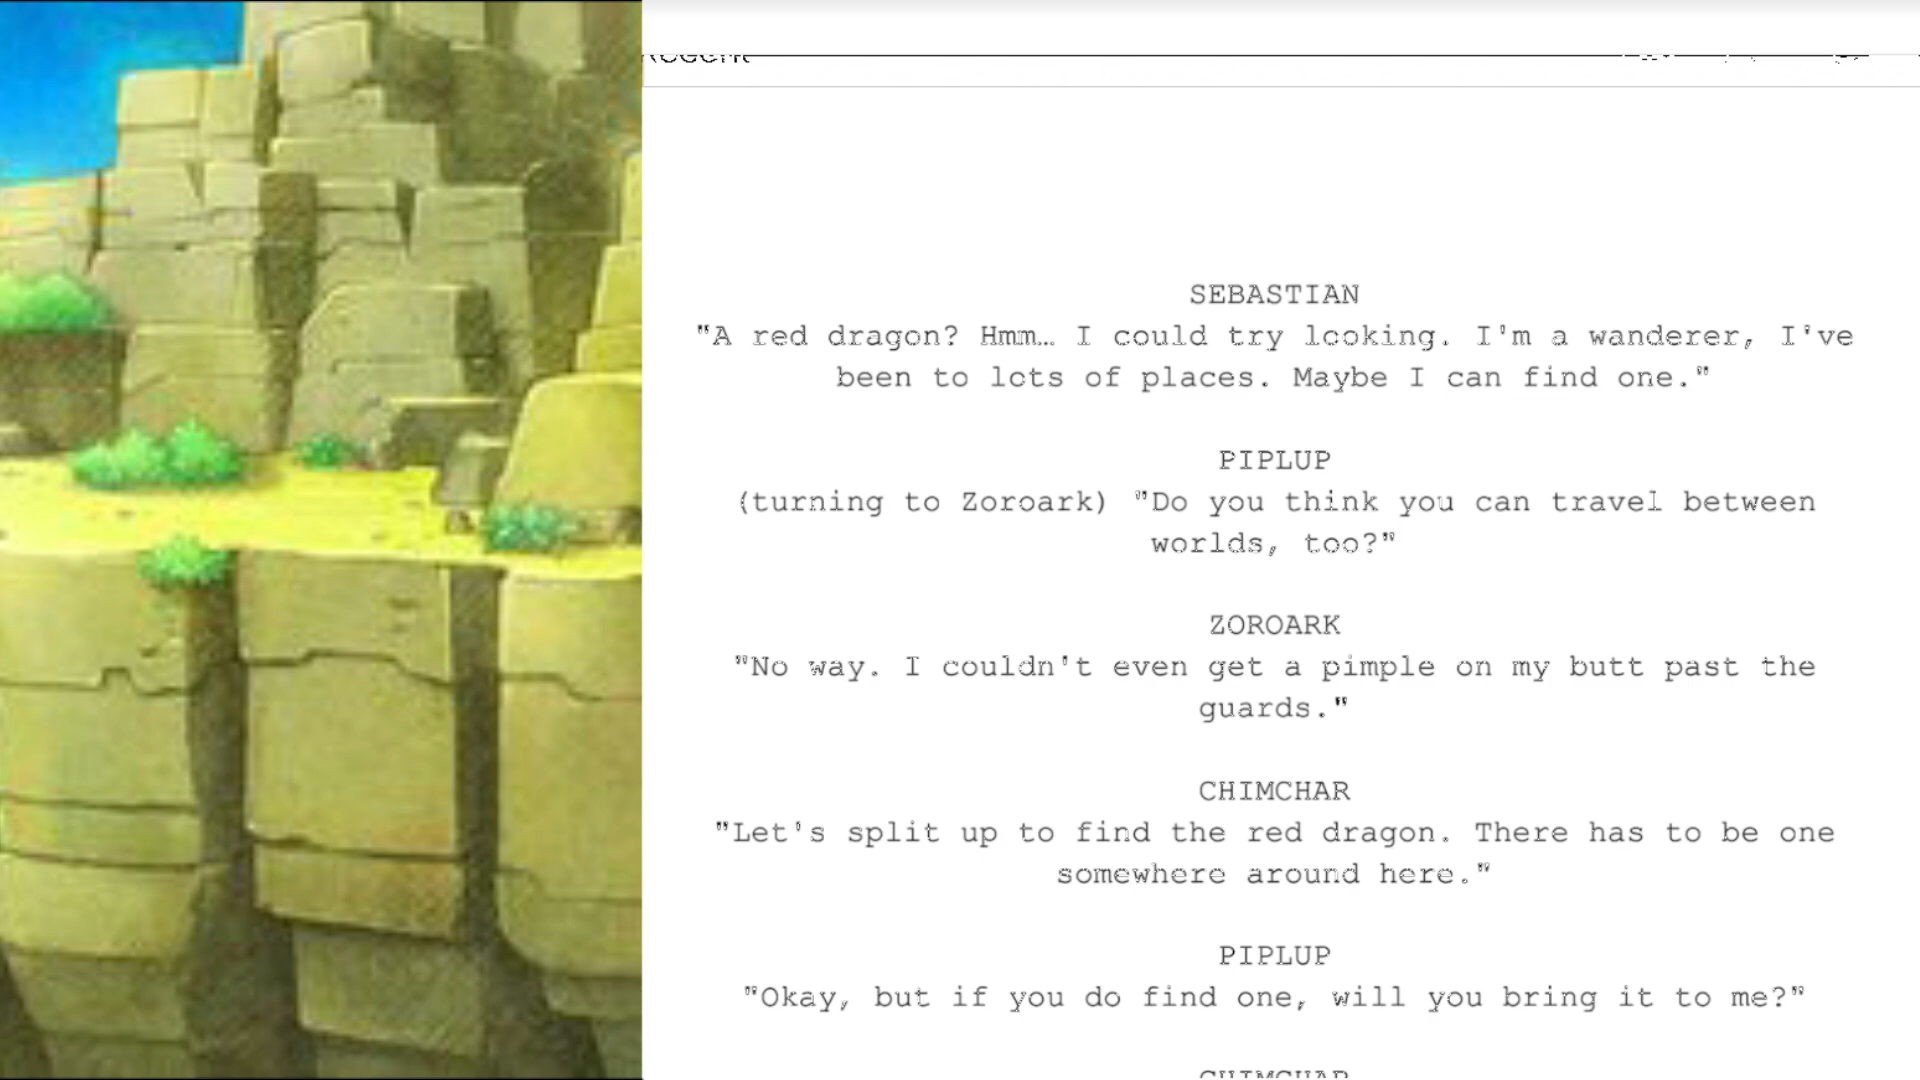 SEBASTIAN
"A red dragon? Hmm… I could try looking. I'm a wanderer, I've
been to lots of places. Maybe I can find one."
PIPLUP
(turning to Zoroark) "Do you think you can travel between
worlds, too?"
ZOROARK
"No way. I couldn't even get a pimple on my butt past the
guards."
CHIMCHAR
"Let's split up to find the red dragon. There has to be one
somewhere around here."
PIPLUP
"Okay, but if you do find one, will you bring it to me?"
CHIMCHAR